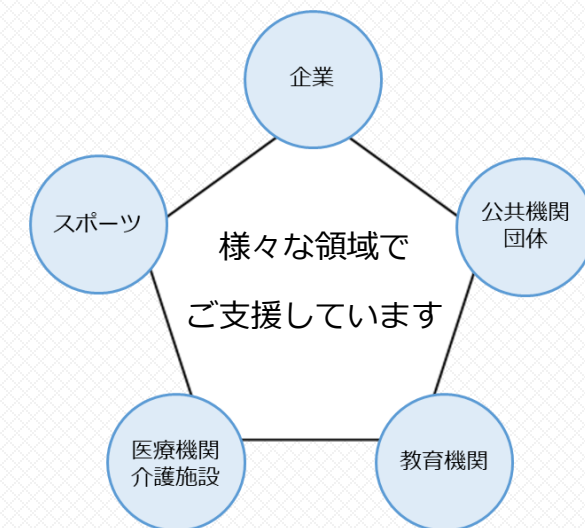 企業
スポーツ
公共機関
団体
様々な領域で
ご支援しています
医療機関
介護施設
教育機関